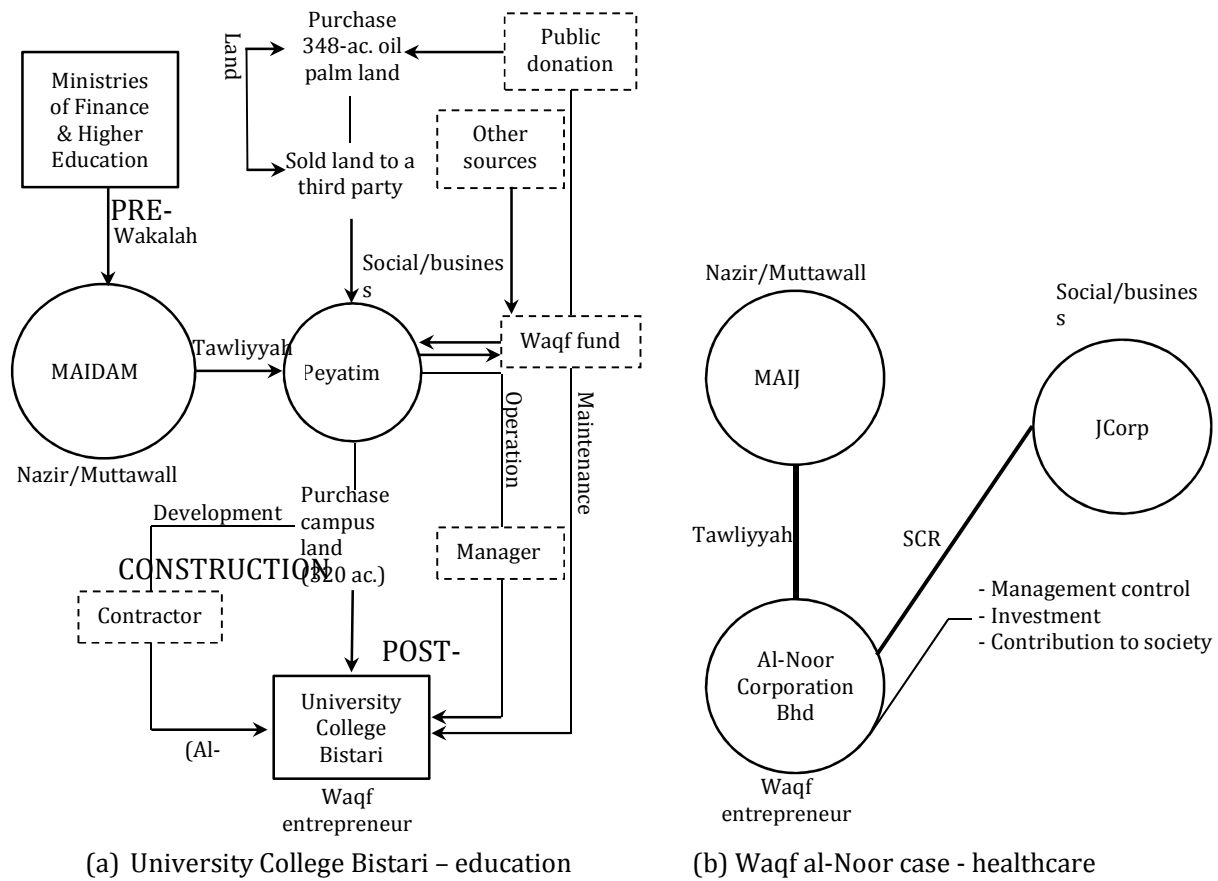 Purchase
348-ac. oil
palm land
Land
Public
donation
Ministries
of Finance
& Higher
Education
Other
sources
Sold land to a
third party
PRE-
Wakalah
Social/busines
s
MAIDAM
Tawliyyah
Peyatim
Waqf fund
Nazir/Muttawall
Operation
Maintenance
Development
Purchase
campus
land
(320 ac.)
CONSTRUCTION
Contractor
Manager
POST-
University
College
Bistari
(Al-
Waqf
entrepreneur
(a) University College Bistari – education
Nazir/Muttawall
MAIJ
Social/busines
s
JCorp
Tawliyyah
SCR
- Management control
- Investment
- Contribution to society
Al-Noor
Corporation
Bhd
Waqf
entrepreneur
(b) Waqf al-Noor case - healthcare